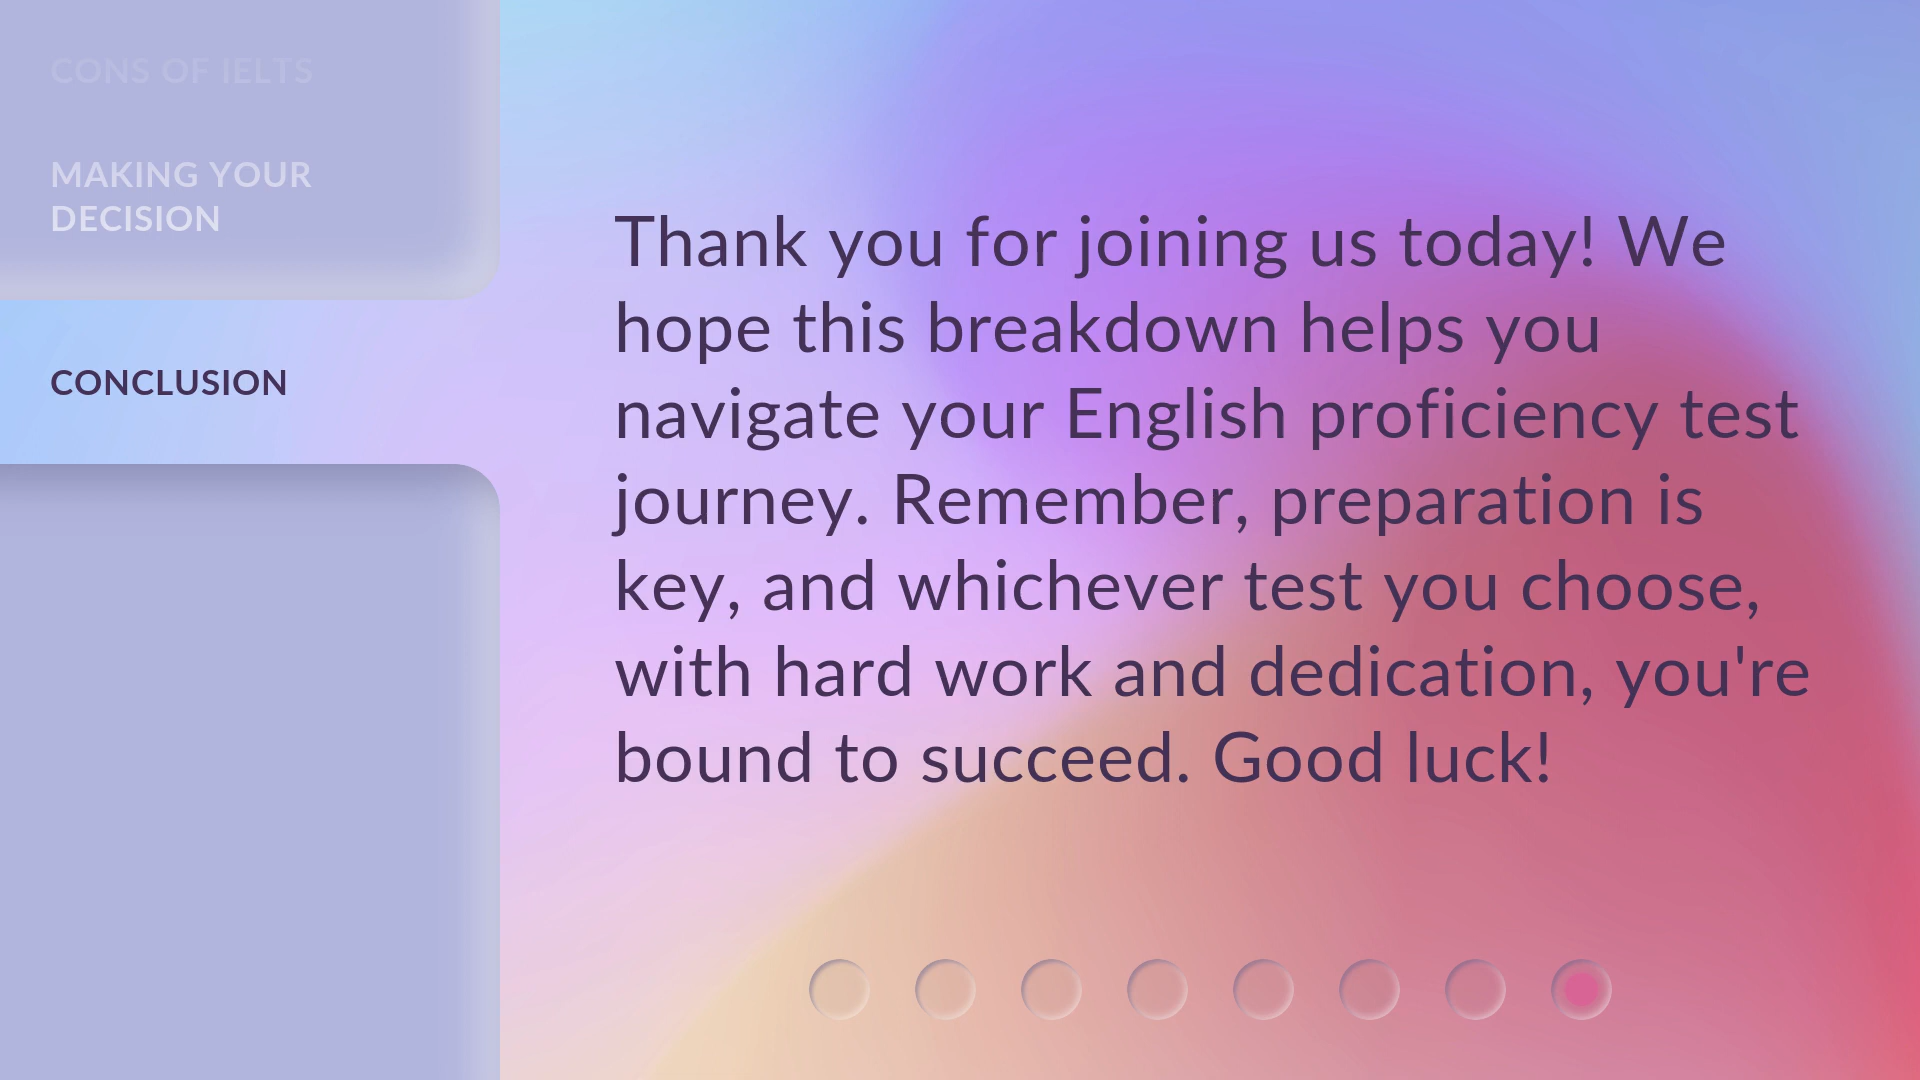 CONS OF IELTS
MAKING YOUR
DECISION
CONCLUSION
Thank you for joining us today! We
hope this breakdown helps you
navigate your English proficiency test
journey. Remember, preparation is
key, and whichever test you choose,
with hard work and dedication, you're
bound to succeed. Good luck!